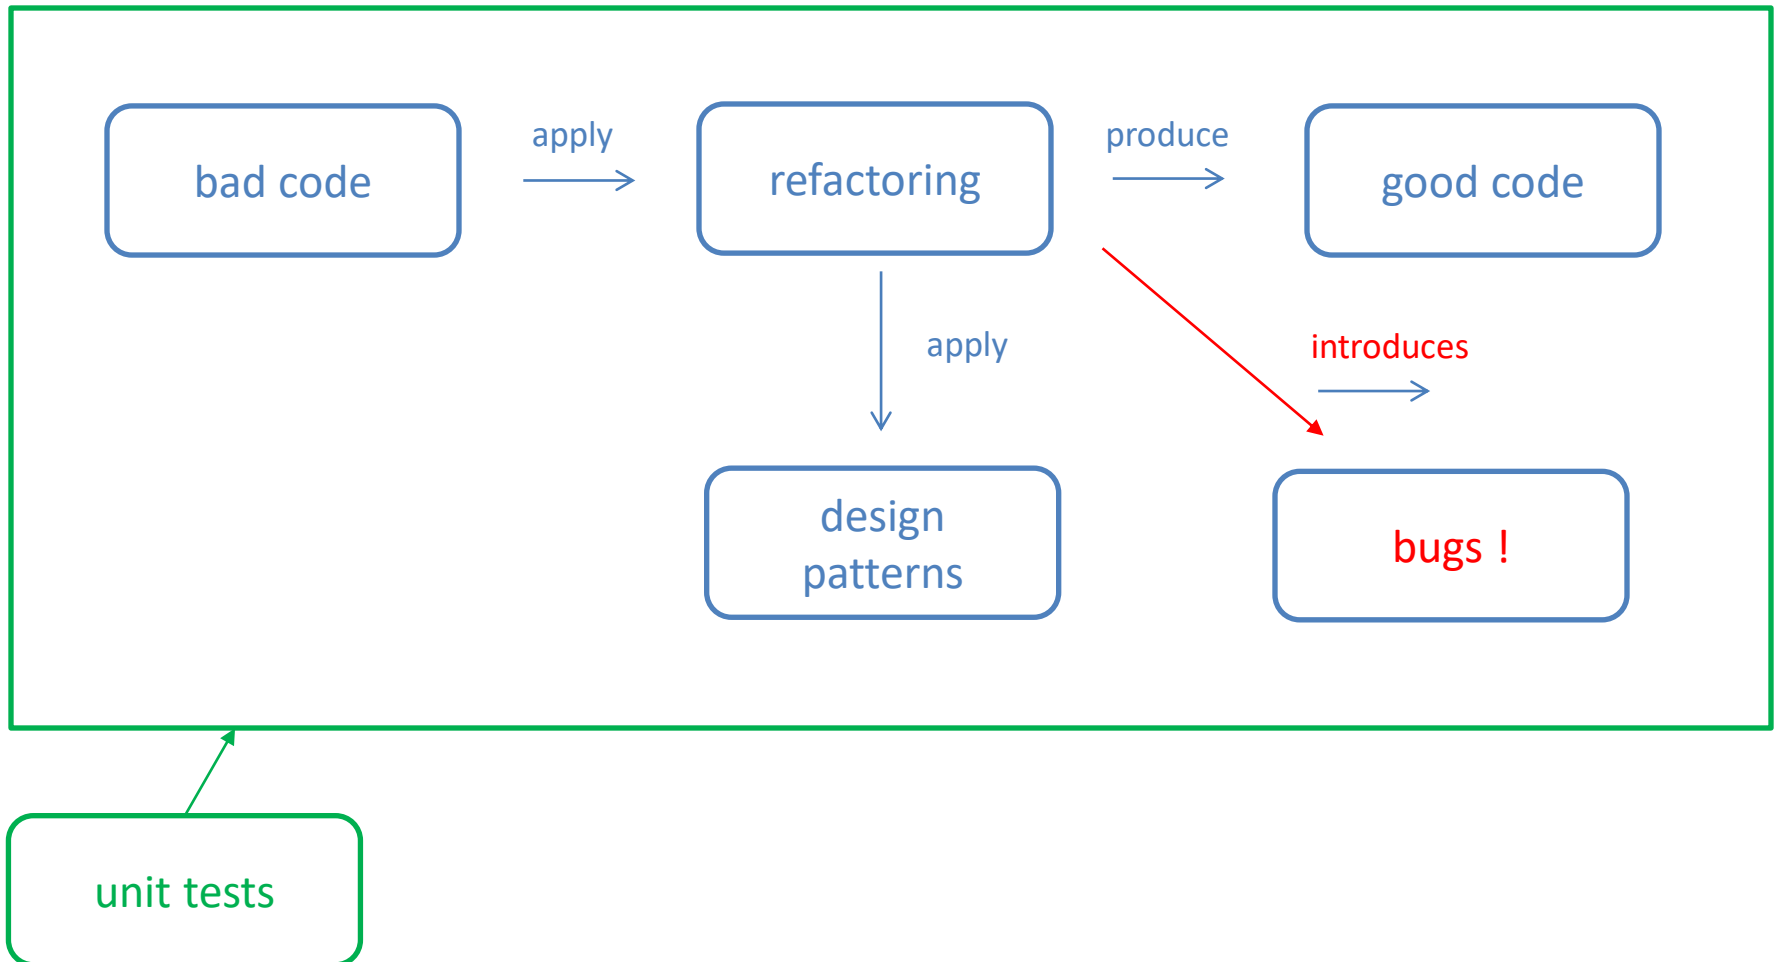 bad code
apply
refactoring
produce
good code
apply
introduces
design
patterns
bugs !
unit tests